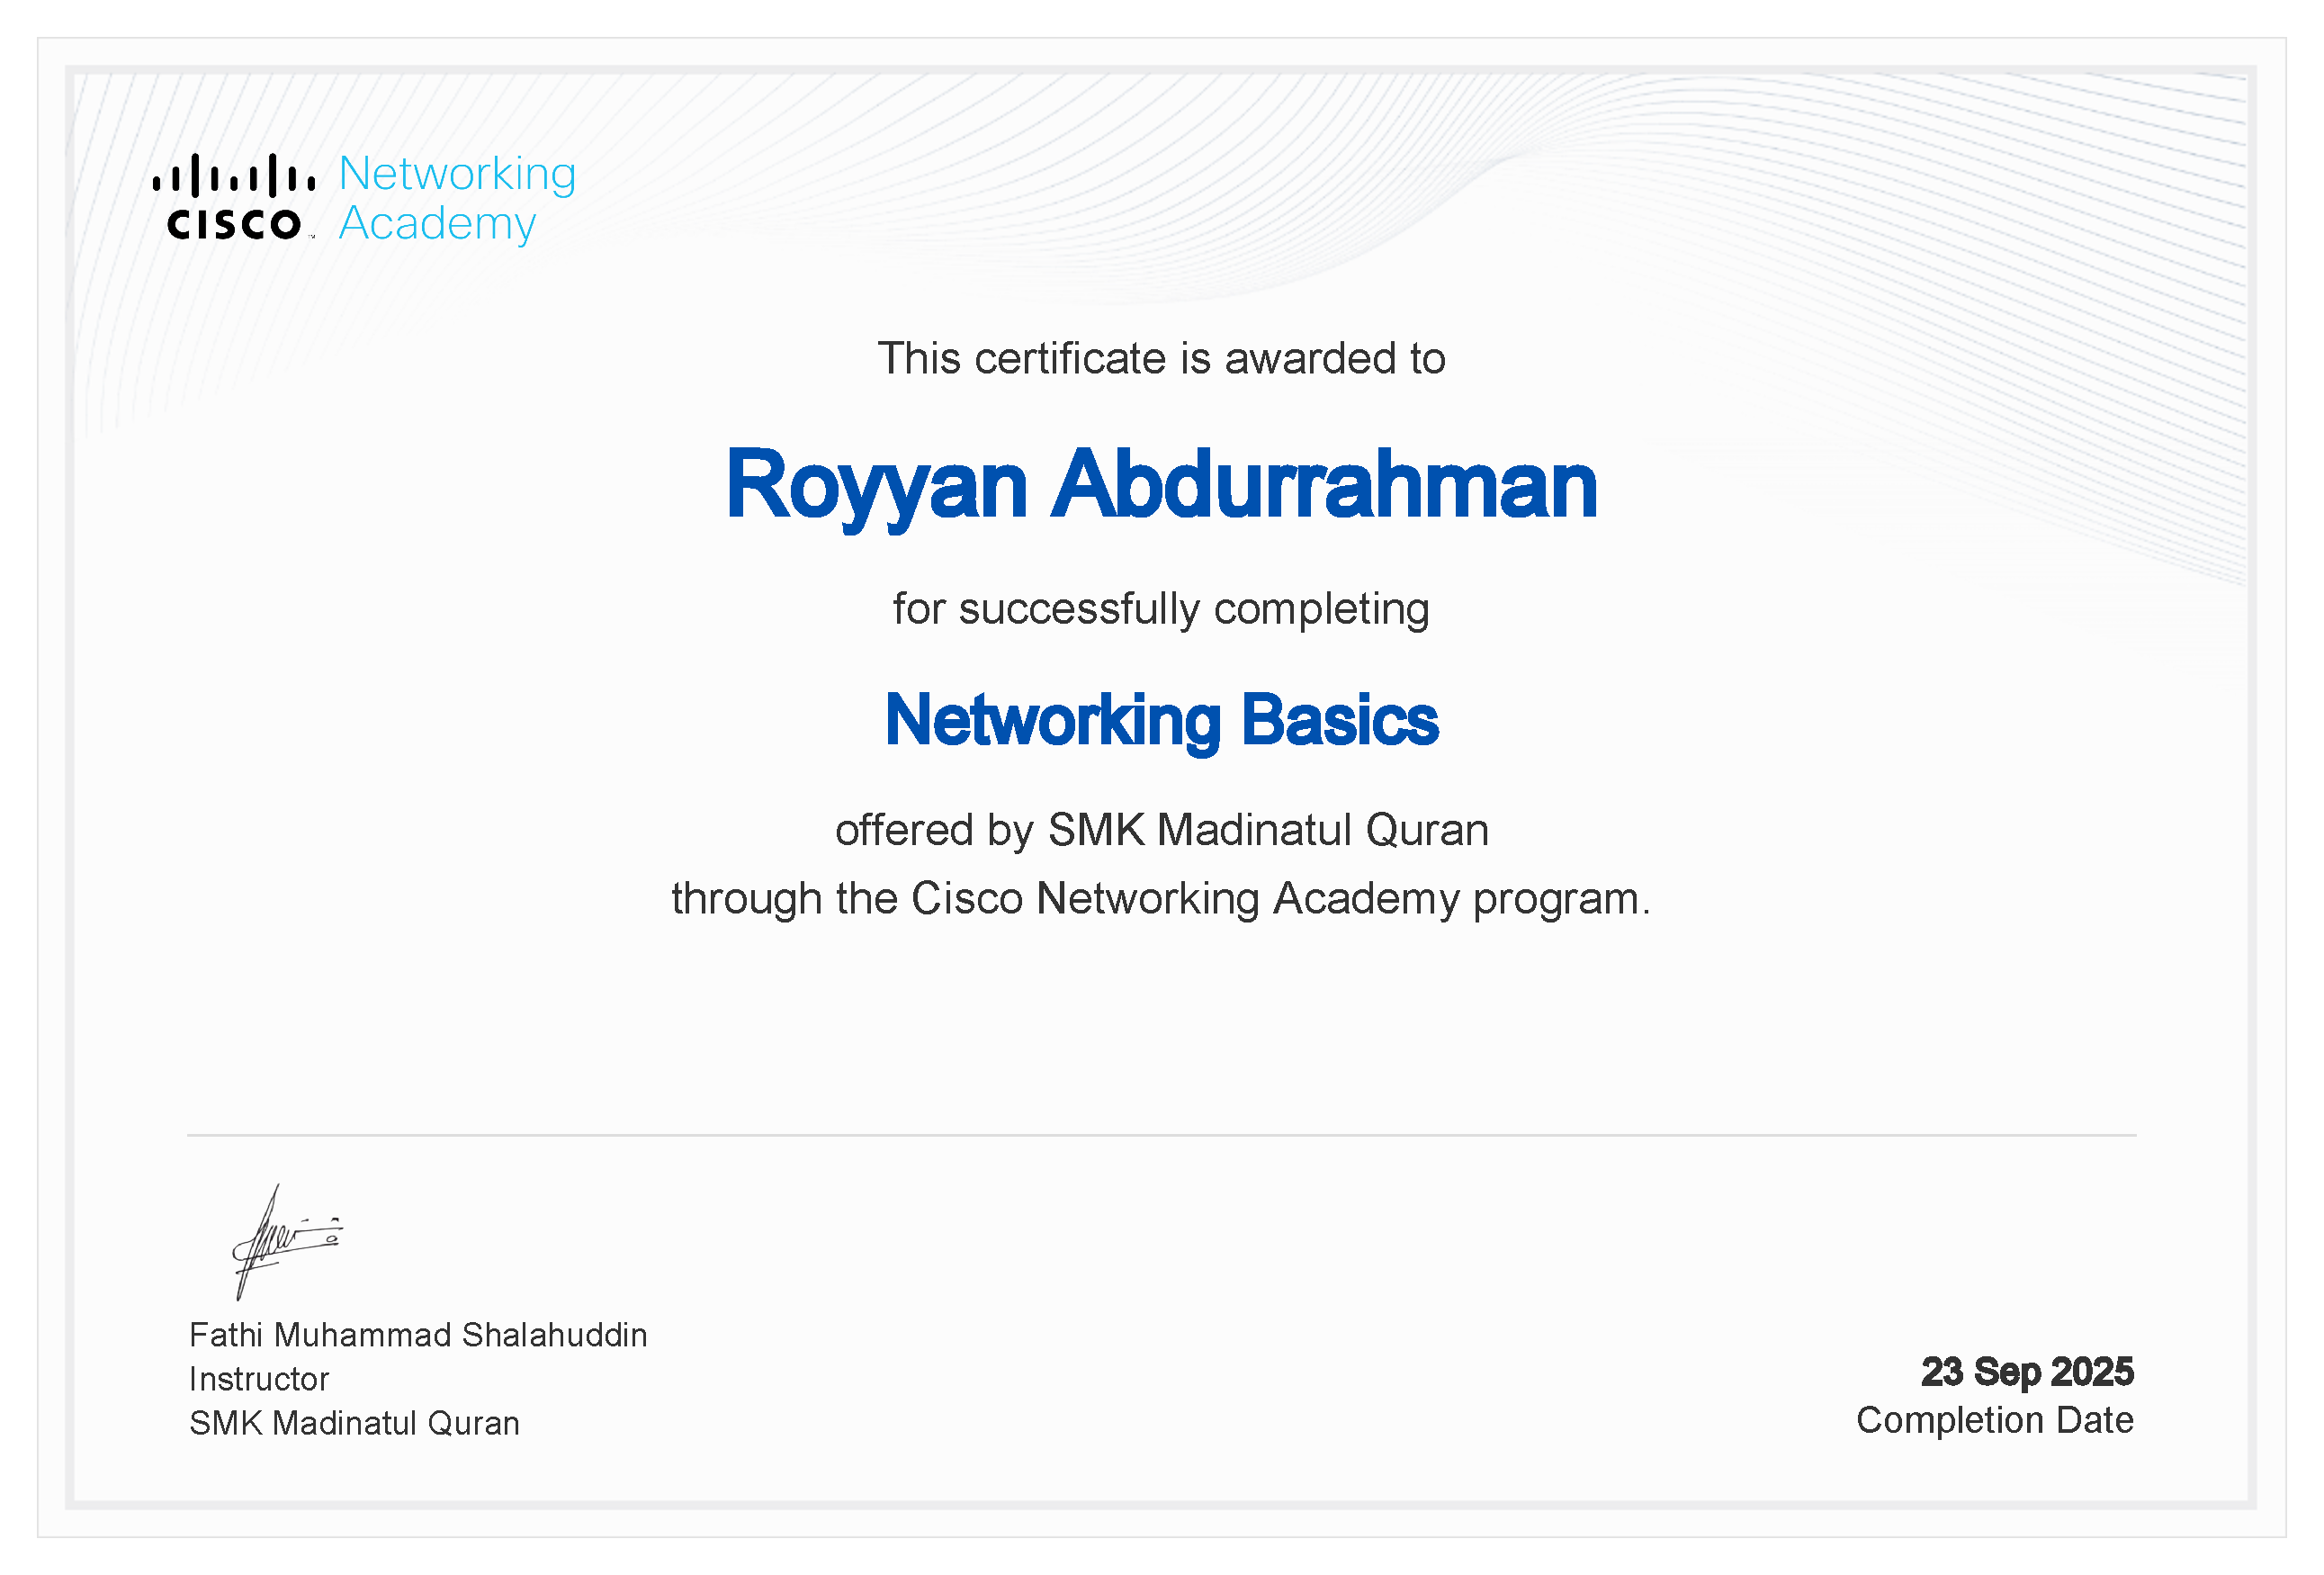 CISCO
Networking
Academy
This certificate is awarded to
Royyan Abdurrahman
for successfully completing
Networking Basics
offered by SMK Madinatul Quran
through the Cisco Networking Academy program.
Fathi Muhammad Shalahuddin
Instructor
SMK Madinatul Quran
23 Sep 2025
Completion Date